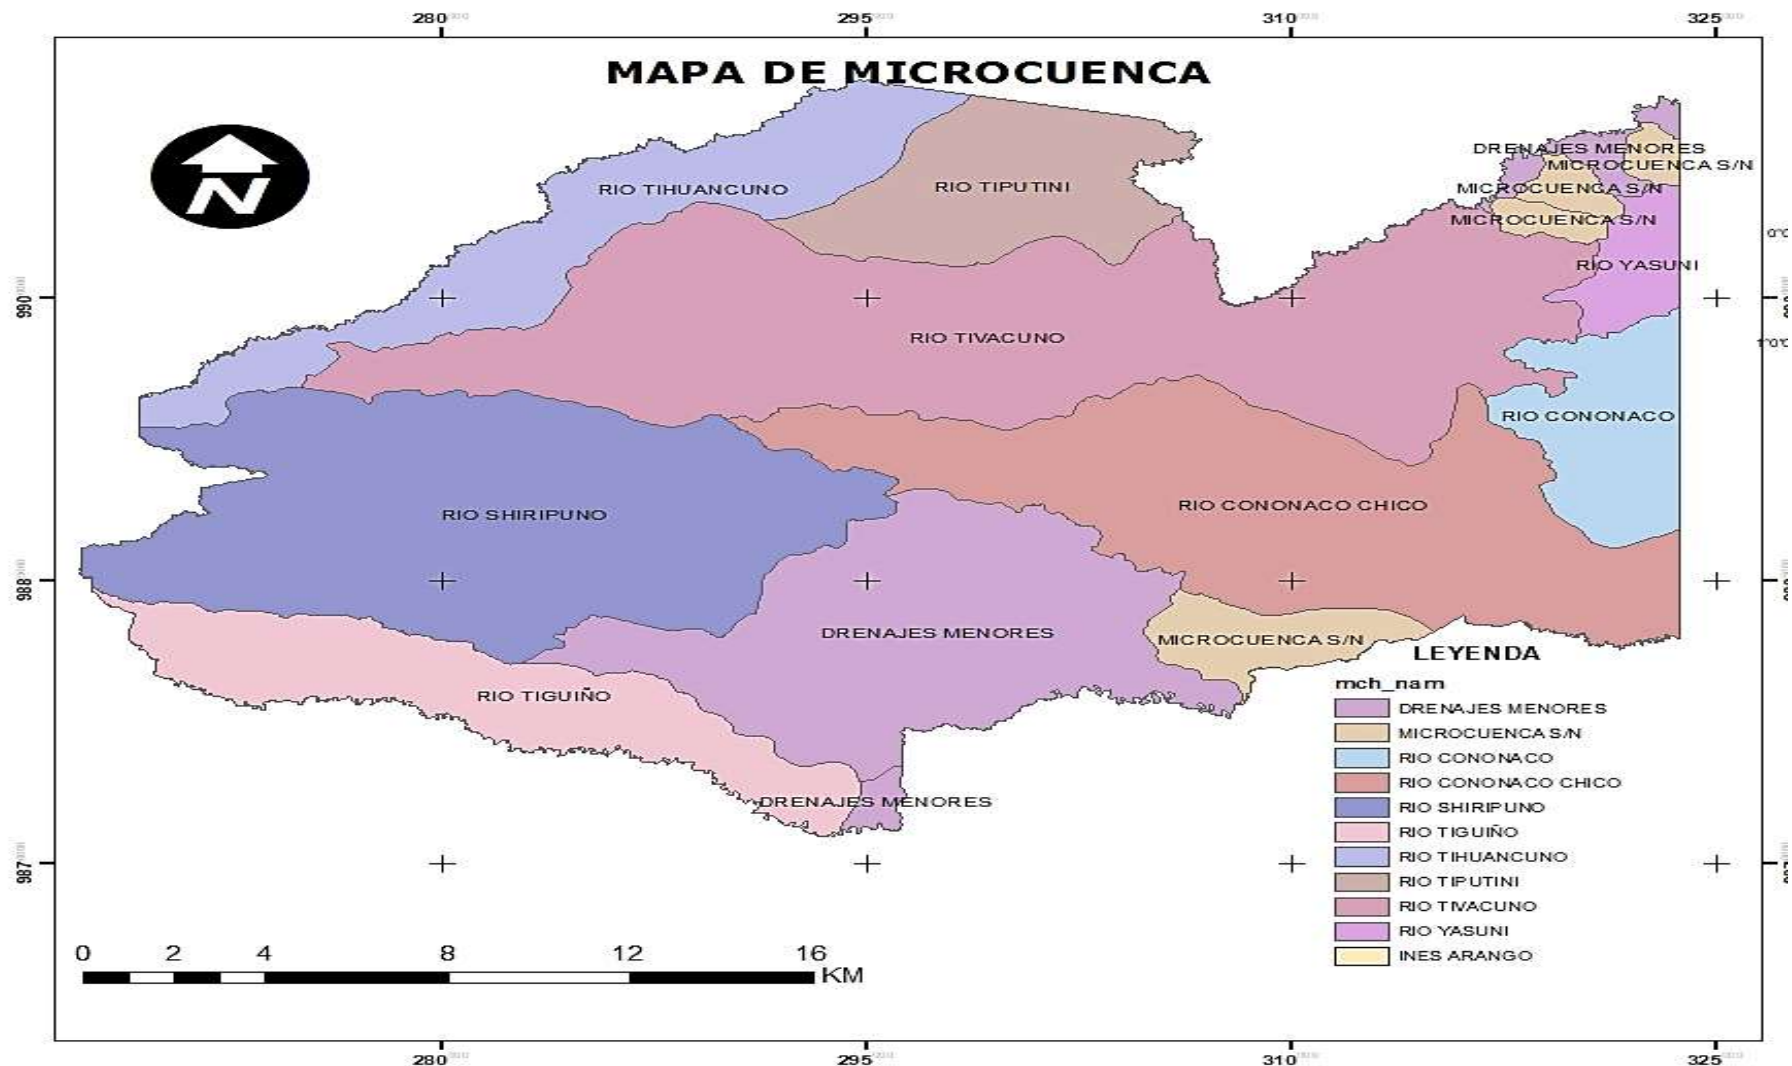 280 295 310 325
MAPA DE MICROCUENCA
N
DRENAJES MENORES
MICROCUENCA S/N
RIO TIHUANCUNO
RIO TIPUTINI
MICROCUENCA S/N
MICROCUENCA S/N
RIO YASUNI
990
RIO TIVACUNO
RIO CONONACO
RIO CONONACO CHICO
RIO SHIRIPUNO
988
DRENAJES MENORES
MICROCUENCA S/N
RIO TIGUIÑO
DRENAJES MENORES
987
LEYENDA
mch_nam
DRENAJES MENORES
MICROCUENCA S/N
RIO CONONACO
RIO CONONACO CHICO
RIO SHIRIPUNO
RIO TIGUIÑO
RIO TIHUANCUNO
RIO TIPUTINI
RIO TIVACUNO
RIO YASUNI
INES ARANGO
0 2 4 8 12 16
KM
280 295 310 325